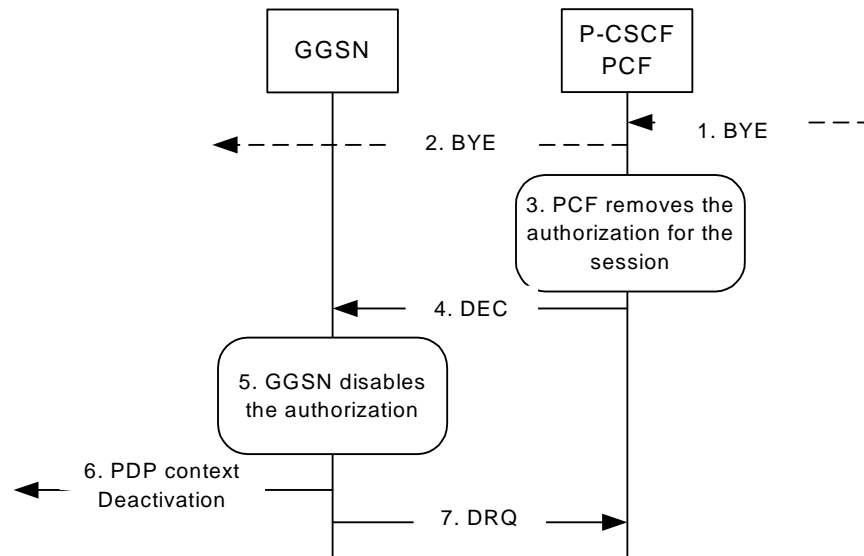 GGSN
P-CSCF
PCF
1. BYE
2. BYE
3. PCF removes the
authorization for the
session
4. DEC
5. GGSN disables
the authorization
6. PDP context
Deactivation
7. DRQ